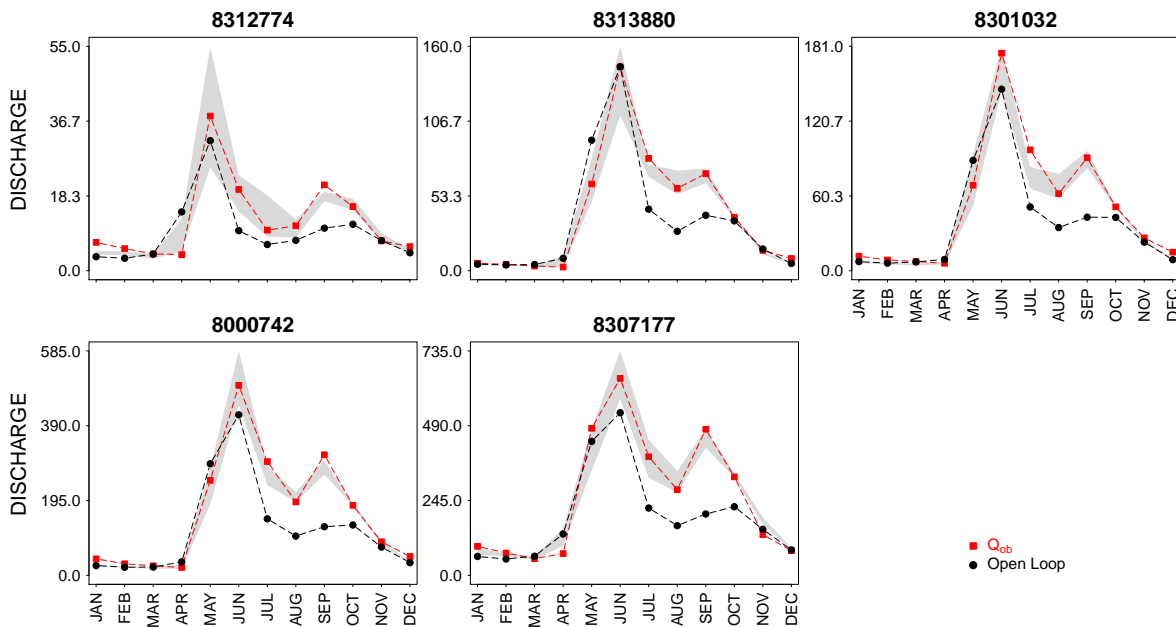 8312774
8313880
8301032
DISCHARGE
55.0
36.7
18.3
0.0
160.0
106.7
53.3
0.0
181.0
120.7
60.3
0.0
JAN
FEB
MAR
APR
MAY
JUN
JUL
AUG
SEP
OCT
NOV
DEC
8000742
8307177
DISCHARGE
585.0
390.0
195.0
0.0
735.0
490.0
245.0
0.0
JAN
FEB
MAR
APR
MAY
JUN
JUL
AUG
SEP
OCT
NOV
DEC
JAN
FEB
MAR
APR
MAY
JUN
JUL
AUG
SEP
OCT
NOV
DEC
Qob
Open Loop